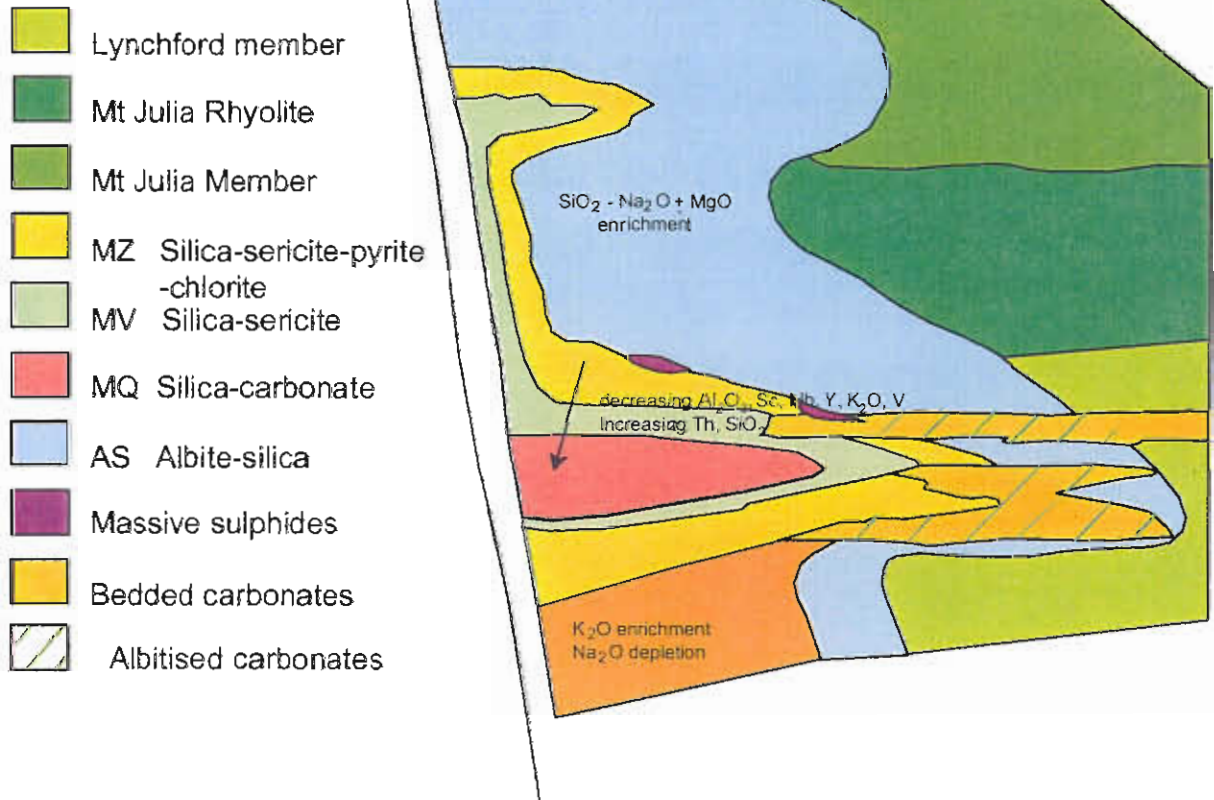 Lynchford member
Mt Julia Rhyolite
Mt Julia Member
MZ Silica-sericite-pyrite
-chlorite
MV Silica-sericite
MQ Silica-carbonate
AS Albite-silica
Massive sulphides
Bedded carbonates
Albitised carbonates
SiO2 - Na2O + MgO
enrichment
decreasing Al2O3, Sc, Nb, Y, K2O, V
Increasing Th, SiO2
K2O enrichment
Na2O depletion